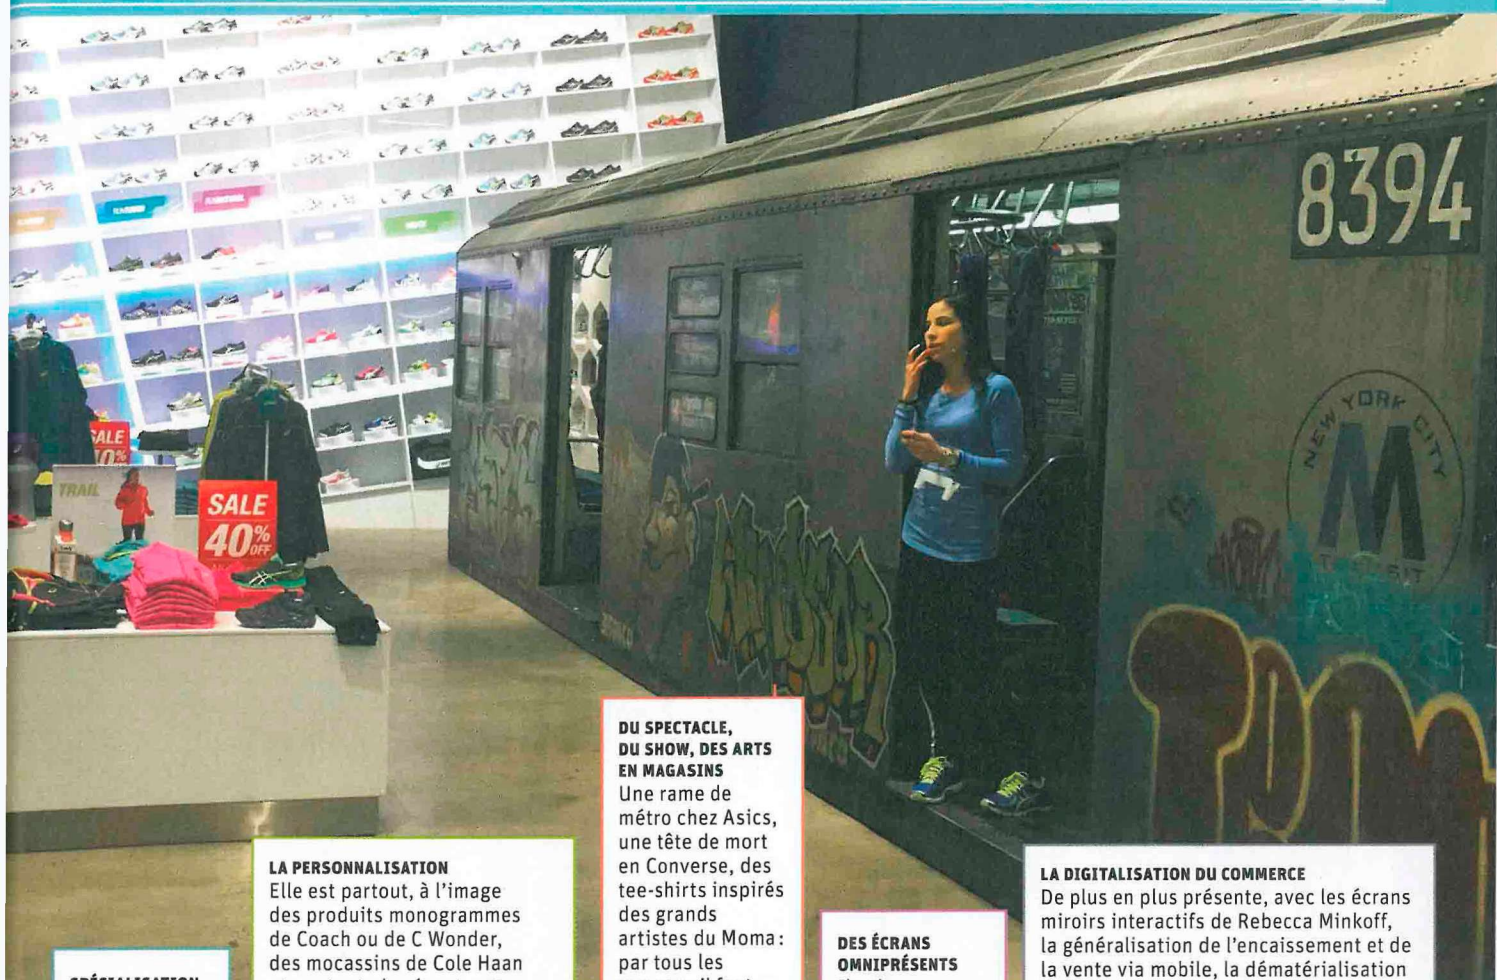 8394
NEW YORK CITY
M
TRANSIT
SALE
TRAIL
SALE
40%
OFF
DU SPECTACLE,
DU SHOW, DES ARTS
EN MAGASINS
Une rame de
métro chez Asics,
une tête de mort
en Converse, des
tee-shirts inspirés
des grands
artistes du Moma :
par tous les
LA PERSONNALISATION
Elle est partout, à l'image
des produits monogrammes
de Coach ou de C Wonder,
des mocassins de Cole Haan
DES ÉCRANS
OMNIPRÉSENTS
LA DIGITALISATION DU COMMERCE
De plus en plus présente, avec les écrans
miroirs interactifs de Rebecca Minkoff,
la généralisation de l'encaissement et de
la vente via mobile, la dématérialisation
SPÉCIALISATION